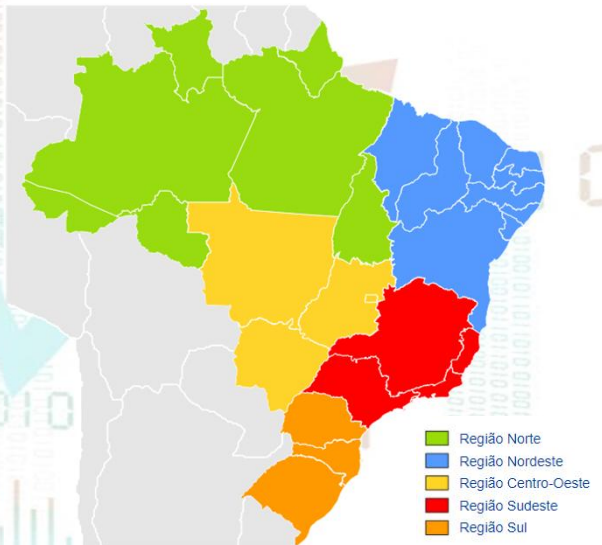 Região Norte
Região Nordeste
Região Centro-Oeste
Região Sudeste
Região Sul